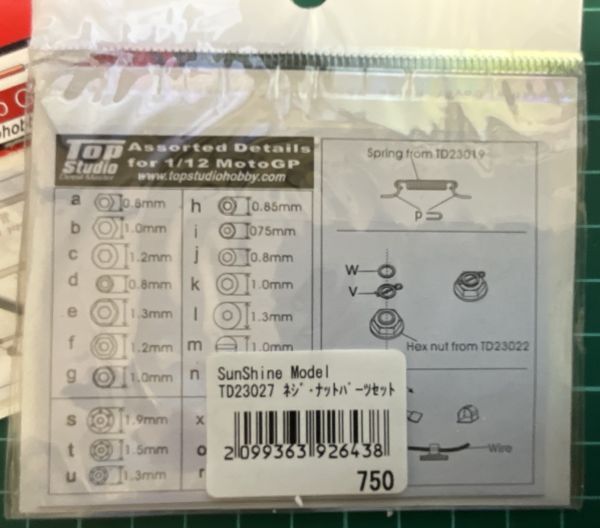 Top Studio
Assorted Details
for 1/12 MotoGP
www.topstudiohobby.com
a 0.8mm
b 1.0mm
c 1.2mm
d 0.8mm
e 1.3mm
f 1.2mm
g 1.0mm
s 1.9mm
t 1.5mm
u 1.3mm
h 0.85mm
i 075mm
j 0.8mm
k 1.0mm
l 1.3mm
m 1.0mm
n
x
o
r
Spring from TD23019
p
W
V
Hex nut from TD23022
Wire
SunShine Model
TD23027 ネジ・ナットパーツセット
2 099363 926438
750